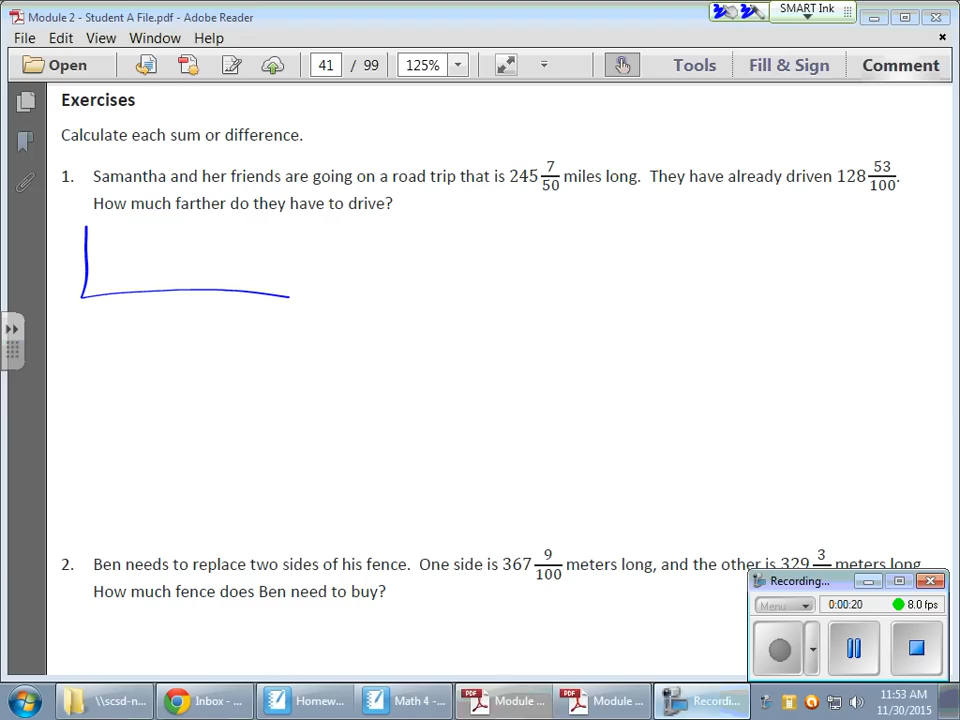 Module 2 - Student A File.pdf - Adobe Reader
SMART Ink
File Edit View Window Help
Open 41 / 99 125% Tools Fill & Sign Comment
Exercises
Calculate each sum or difference.
1. Samantha and her friends are going on a road trip that is 245 7/50 miles long. They have already driven 128 53/100.
How much farther do they have to drive?
2. Ben needs to replace two sides of his fence. One side is 367 9/100 meters long, and the other is 329 3/ meters long.
How much fence does Ben need to buy?
Recording...
Menu 0:00:20 8.0 fps
\\scsd-n... Inbox - ... Homew... Math 4 -... Module ... Module ... Recordi... 11:53 AM
11/30/2015